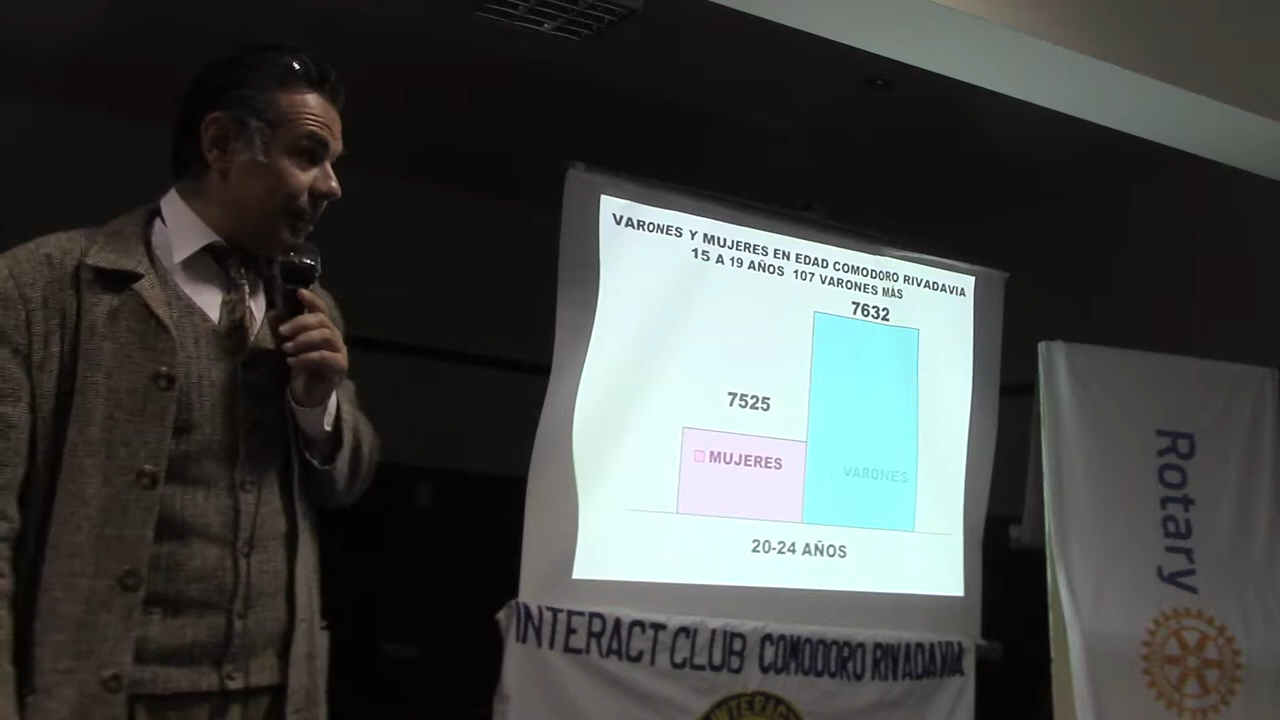 VARONES Y MUJERES EN EDAD COMODORO RIVADAVIA
15 A 19 AÑOS 107 VARONES MÁS
7632
7525
MUJERES
VARONES
20-24 AÑOS
INTERACT CLUB COMODORO RIVADAVIA
INTERACT
Rotary